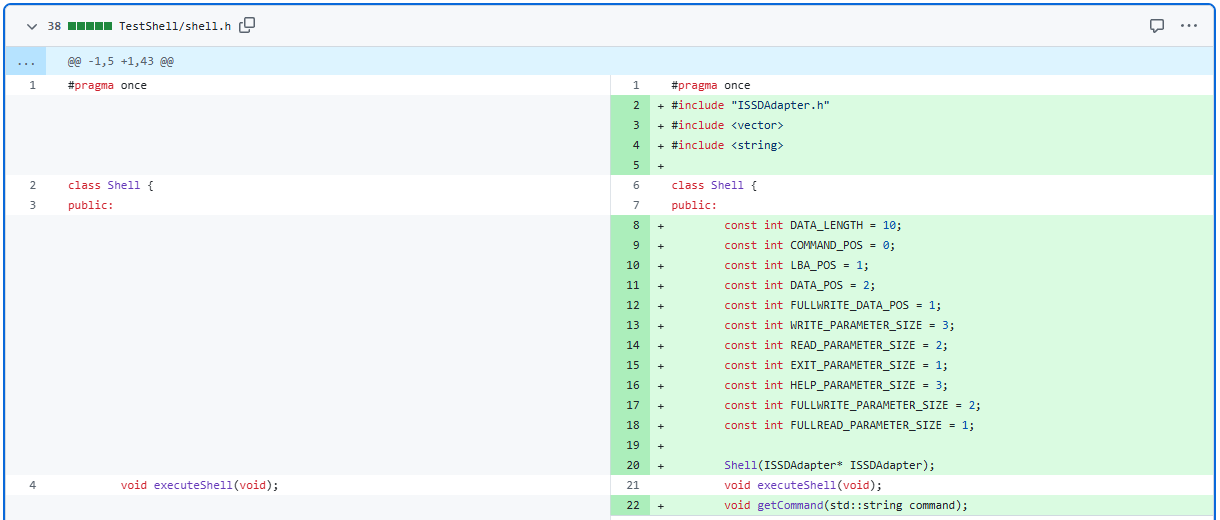 38 TestShell/shell.h
... @@ -1,5 +1,43 @@
1 #pragma once 1 #pragma once
2 + #include "ISSDAdapter.h"
3 + #include <vector>
4 + #include <string>
5 +
2 class Shell { 6 class Shell {
3 public: 7 public:
8 + const int DATA_LENGTH = 10;
9 + const int COMMAND_POS = 0;
10 + const int LBA_POS = 1;
11 + const int DATA_POS = 2;
12 + const int FULLWRITE_DATA_POS = 1;
13 + const int WRITE_PARAMETER_SIZE = 3;
14 + const int READ_PARAMETER_SIZE = 2;
15 + const int EXIT_PARAMETER_SIZE = 1;
16 + const int HELP_PARAMETER_SIZE = 3;
17 + const int FULLWRITE_PARAMETER_SIZE = 2;
18 + const int FULLREAD_PARAMETER_SIZE = 1;
19 +
20 + Shell(ISSDAdapter* ISSDAdapter);
4 void executeShell(void); 21 void executeShell(void);
22 + void getCommand(std::string command);